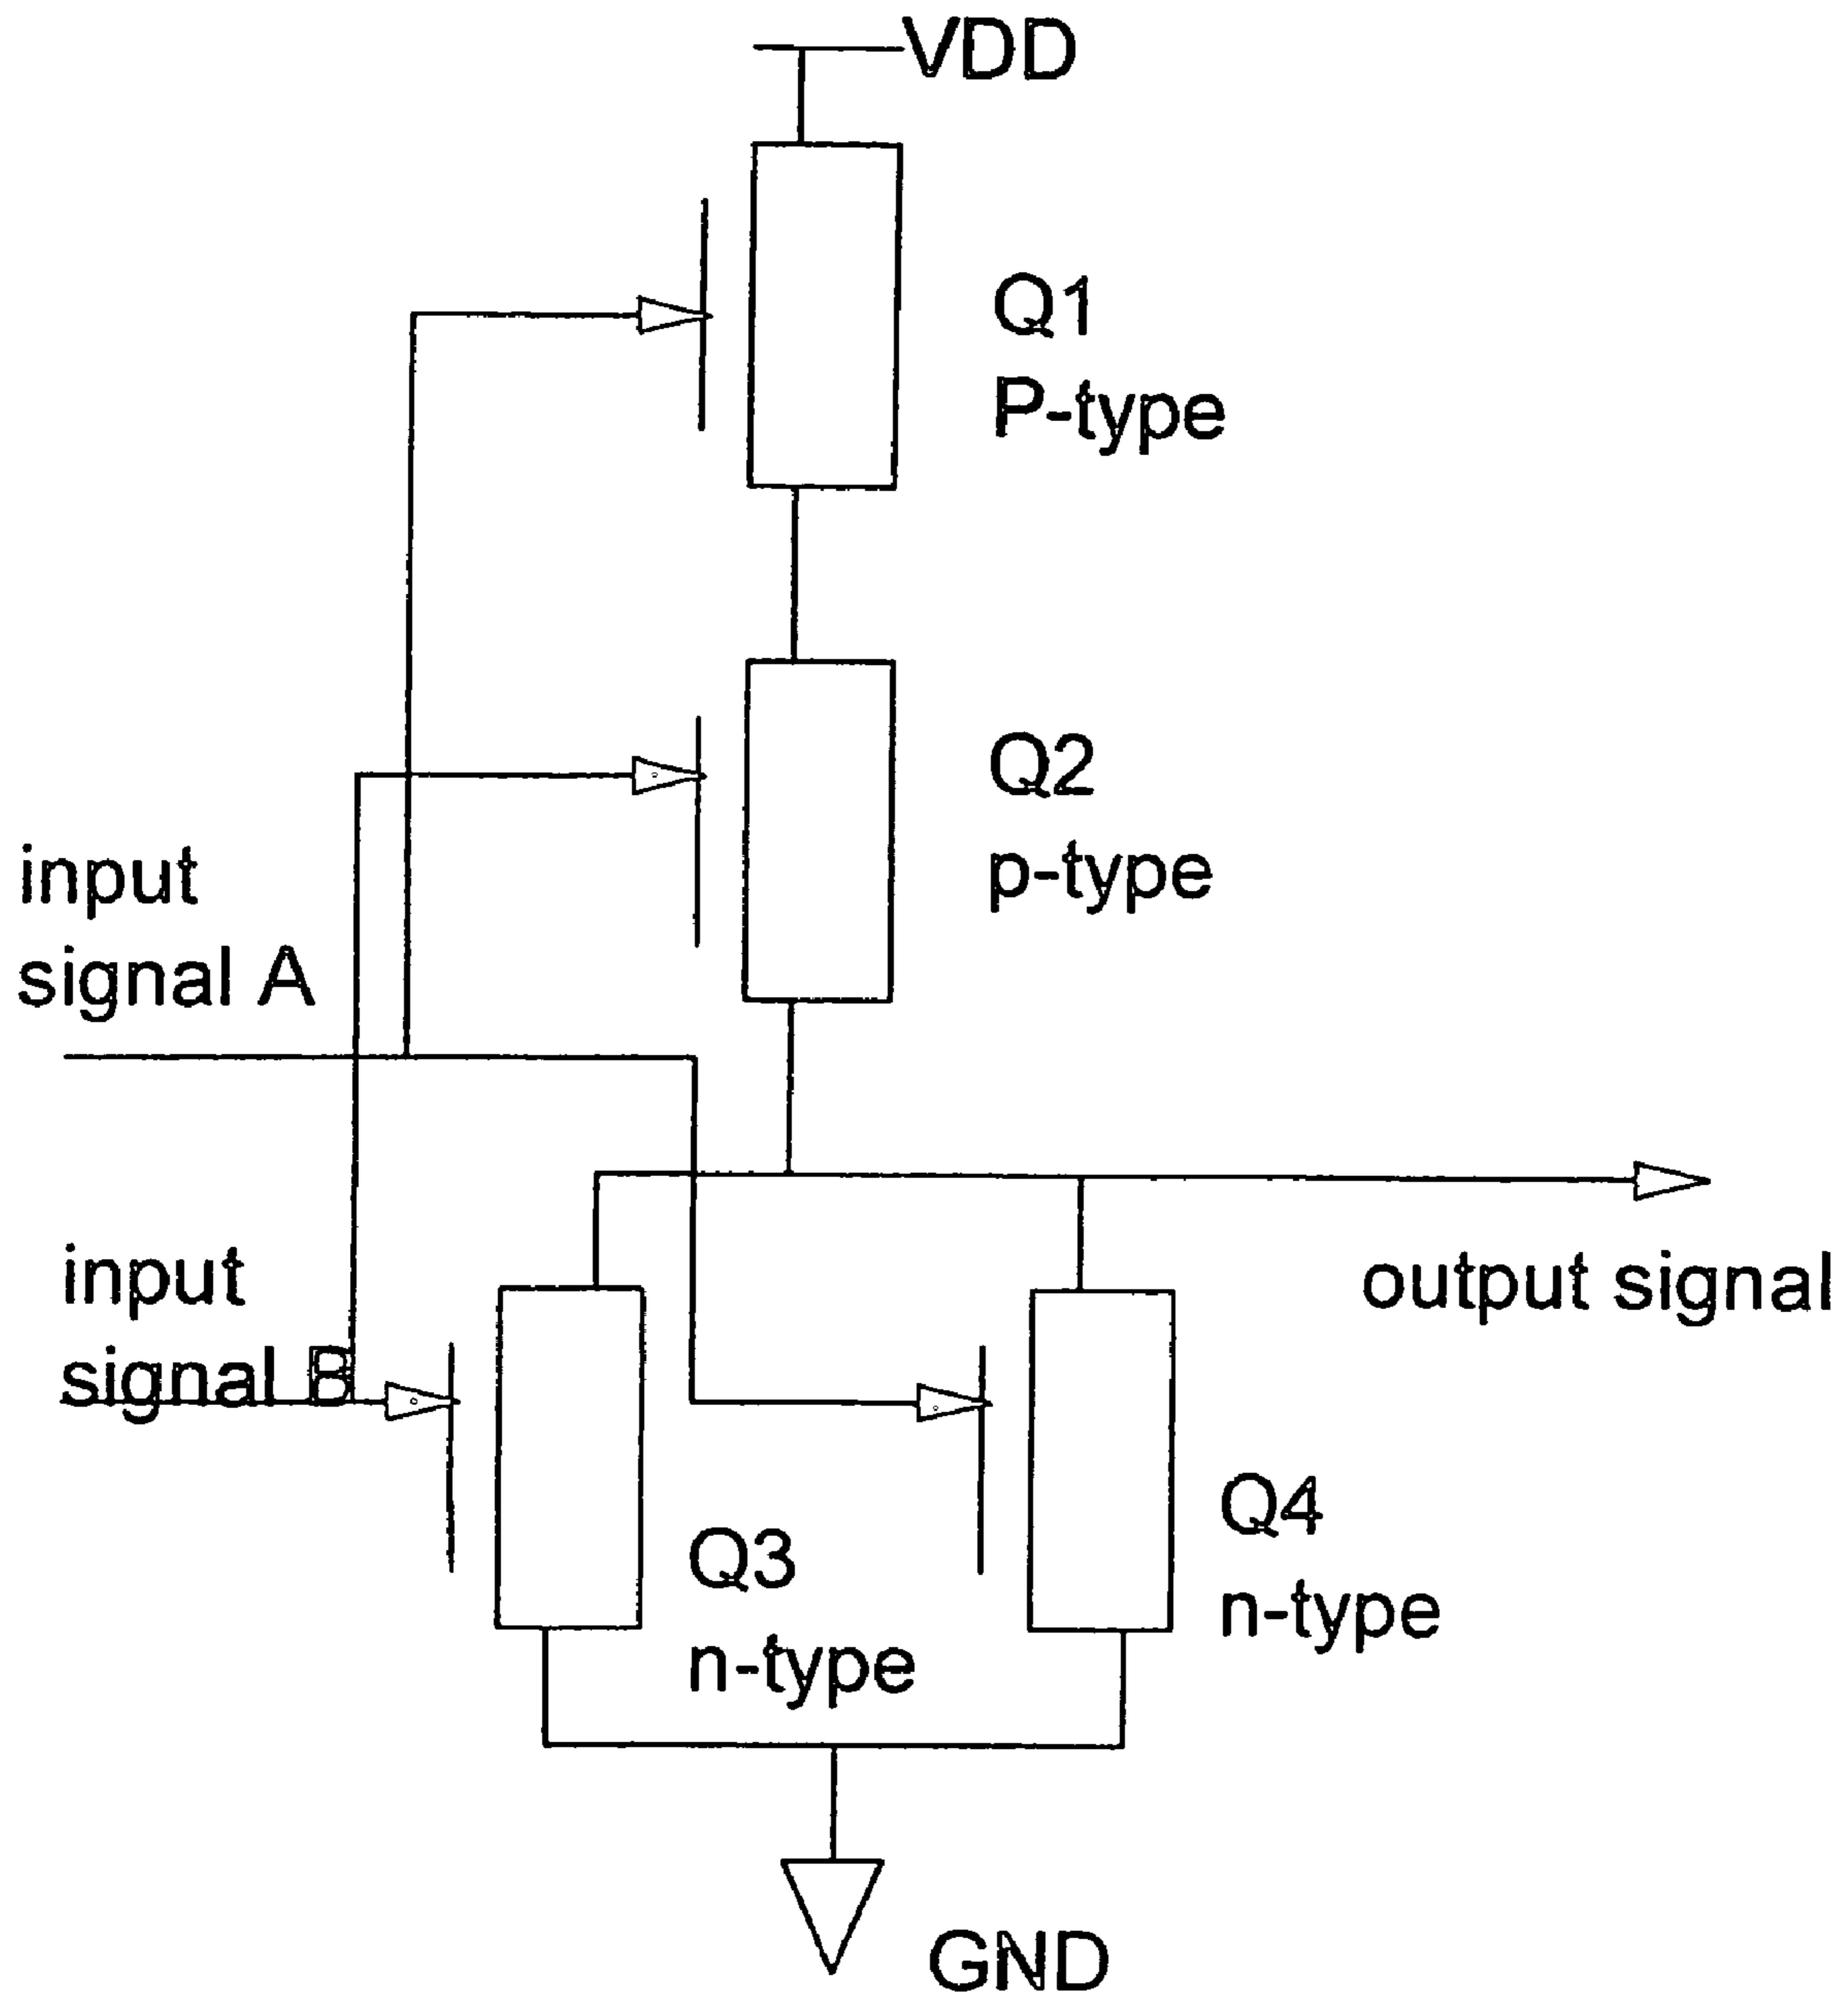 VDD
Q1
P-type
Q2
p-type
input
signal A
input
signal B
output signal
Q3
n-type
Q4
n-type
GND